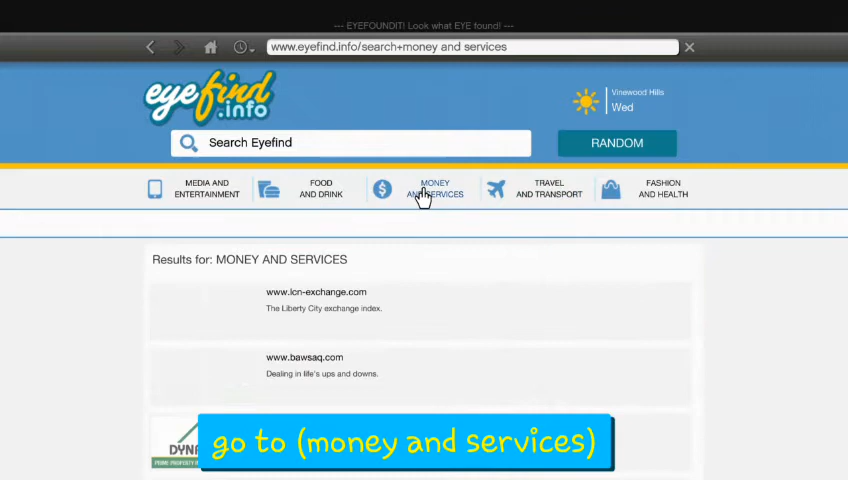 --- EYEFOUNDIT! Look what EYE found! ---
www.eyefind.info/search+money and services
eyefind
.info
Vinewood Hills
Wed
Search Eyefind
RANDOM
MEDIA AND
ENTERTAINMENT
FOOD
AND DRINK
MONEY
AND SERVICES
TRAVEL
AND TRANSPORT
FASHION
AND HEALTH
Results for: MONEY AND SERVICES
www.lcn-exchange.com
The Liberty City exchange index.
www.bawsaq.com
Dealing in life's ups and downs.
go to (money and services)